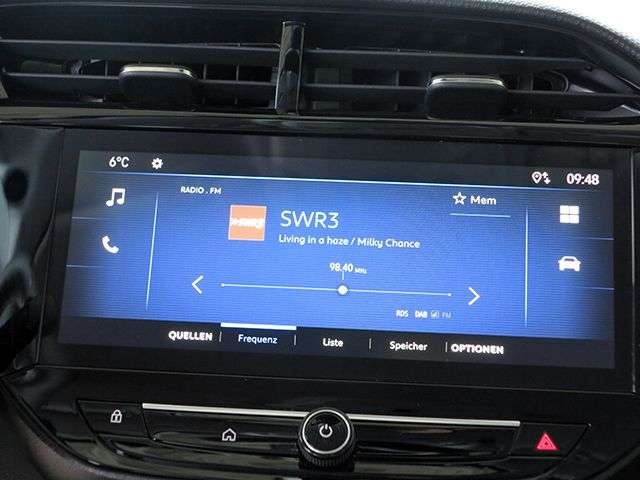 6°C 09:48
RADIO . FM
Mem
SWR3
Living in a haze / Milky Chance
98.40 MHz
RDS DAB FM
QUELLEN Frequenz Liste Speicher OPTIONEN